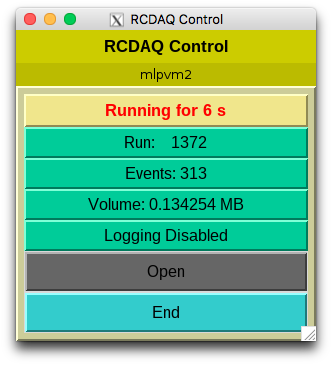 RCDAQ Control
RCDAQ Control
mlpvm2
Running for 6 s
Run: 1372
Events: 313
Volume: 0.134254 MB
Logging Disabled
Open
End